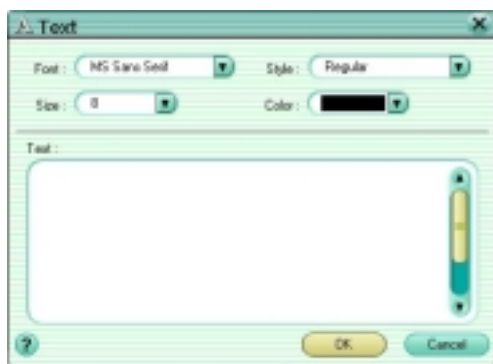 A Text
Font : MS Sans Serif Style : Regular
Size : 8 Color :
Text :
? OK Cancel